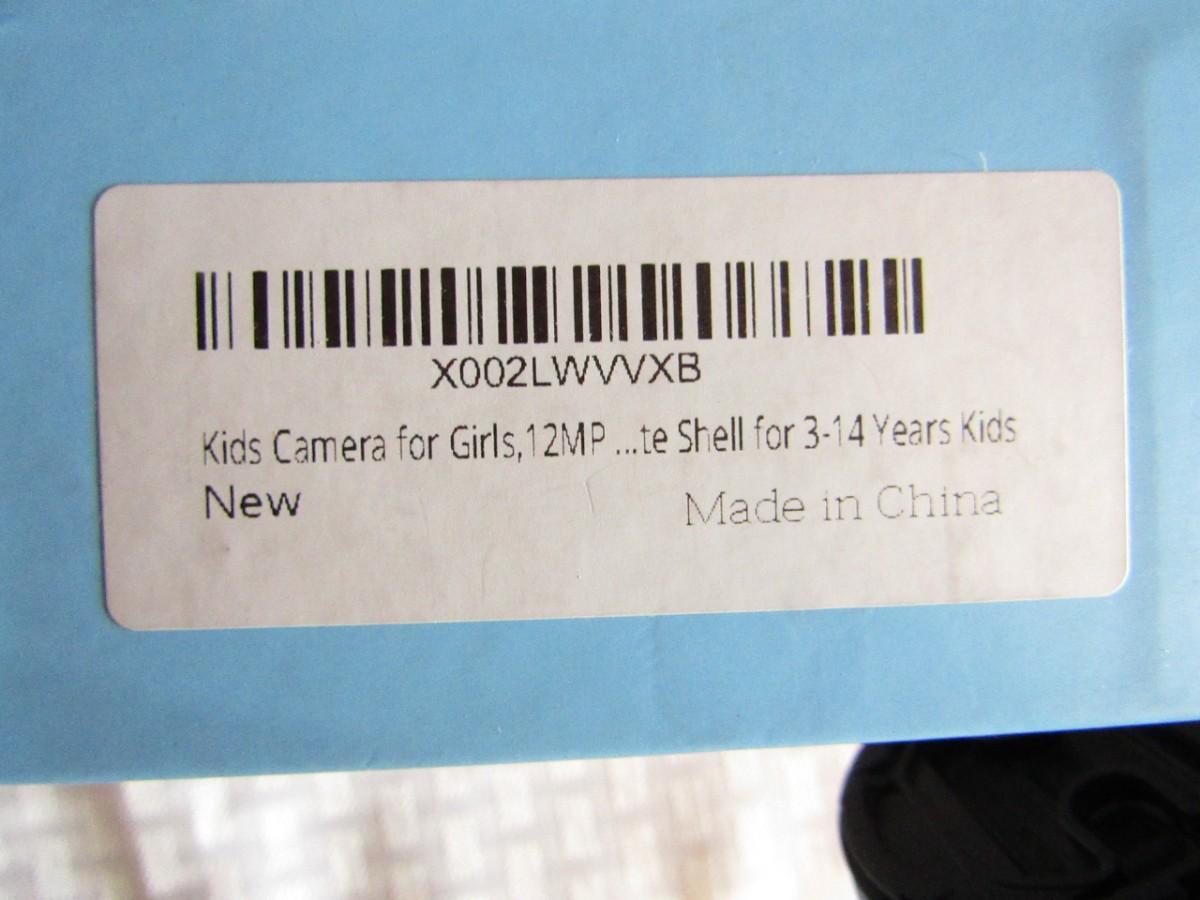 X002LWVVXB
Kids Camera for Girls,12MP ...te Shell for 3-14 Years Kids
New
Made in China